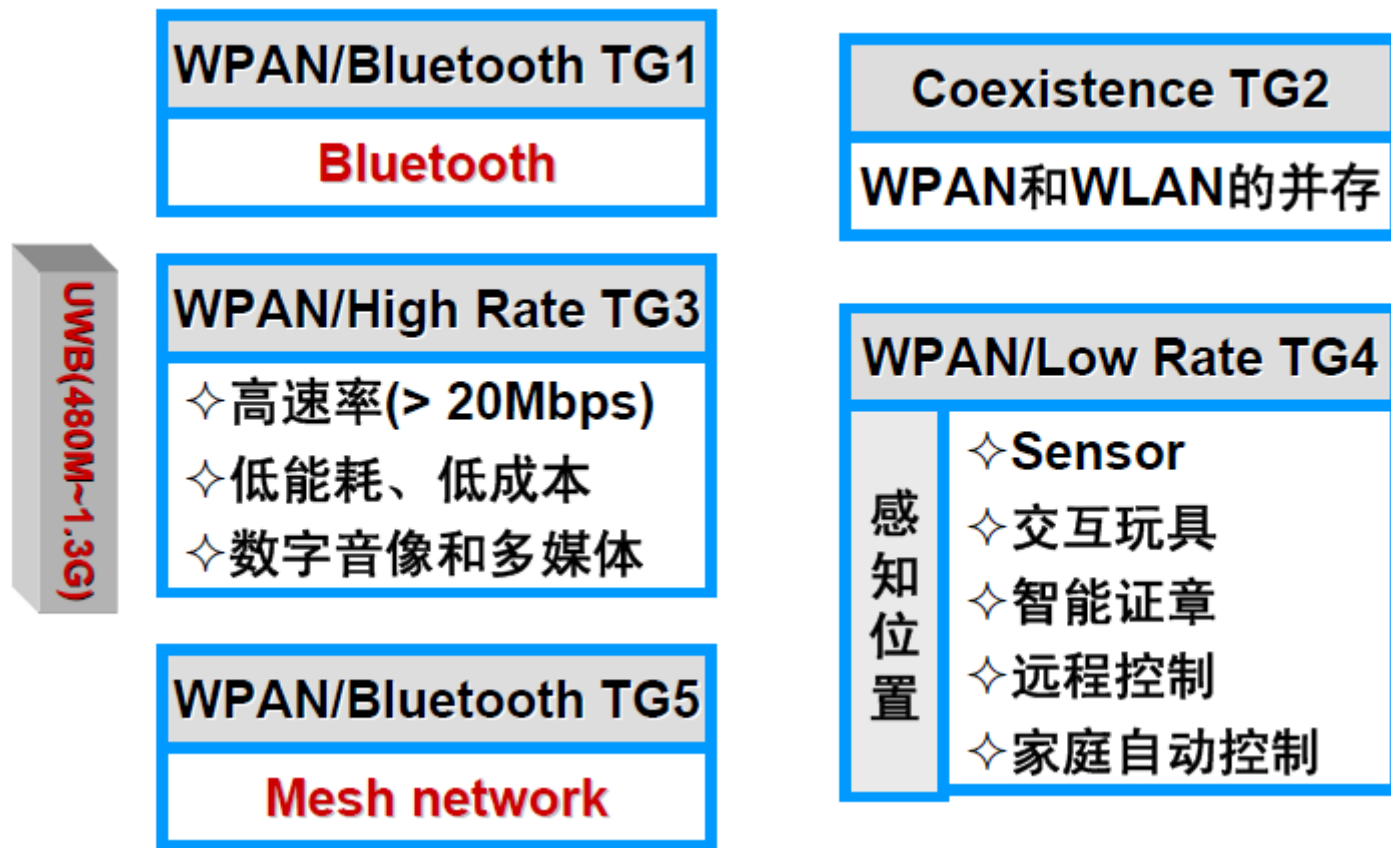 WPAN/Bluetooth TG1
Bluetooth
Coexistence TG2
WPAN和WLAN的并存
UWB(480M~1.3G)
WPAN/High Rate TG3
✧高速率(> 20Mbps)
✧低能耗、低成本
✧数字音像和多媒体
WPAN/Low Rate TG4
感知位置
✧Sensor
✧交互玩具
✧智能证章
✧远程控制
✧家庭自动控制
WPAN/Bluetooth TG5
Mesh network